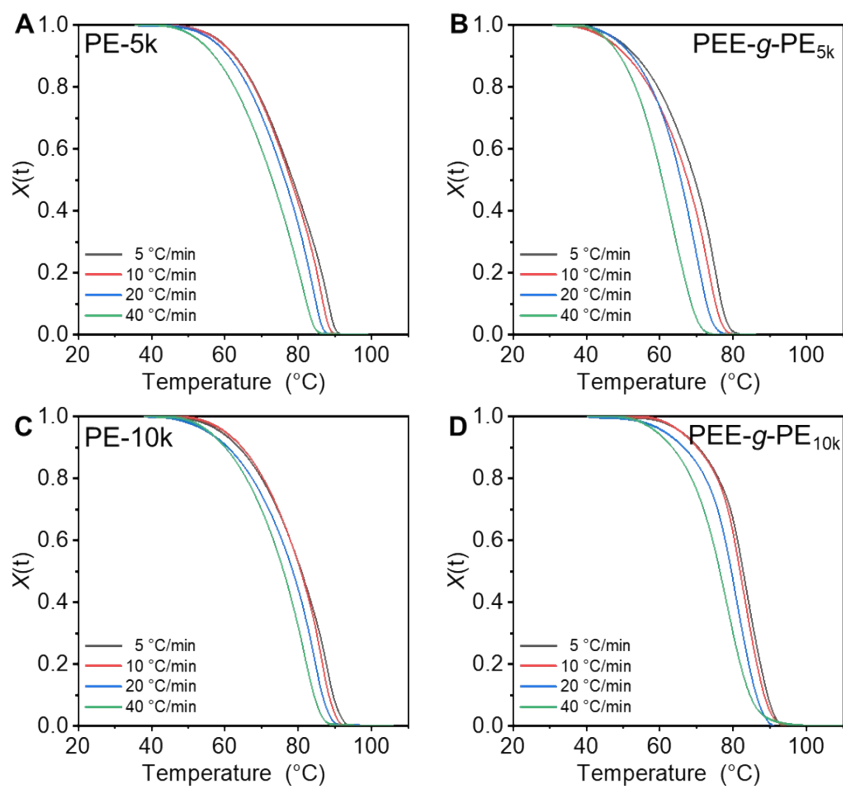 A
PE-5k
X(t)
1.0
0.8
0.6
0.4
0.2
0.0
5 °C/min
10 °C/min
20 °C/min
40 °C/min
20 40 60 80 100
Temperature (°C)
B
PEE-g-PE5k
X(t)
1.0
0.8
0.6
0.4
0.2
0.0
5 °C/min
10 °C/min
20 °C/min
40 °C/min
20 40 60 80 100
Temperature (°C)
C
PE-10k
X(t)
1.0
0.8
0.6
0.4
0.2
0.0
5 °C/min
10 °C/min
20 °C/min
40 °C/min
20 40 60 80 100
Temperature (°C)
D
PEE-g-PE10k
X(t)
1.0
0.8
0.6
0.4
0.2
0.0
5 °C/min
10 °C/min
20 °C/min
40 °C/min
20 40 60 80 100
Temperature (°C)